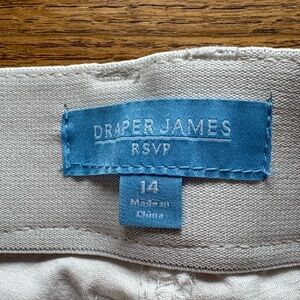 DRAPER JAMES
RSVP
14
Made in
China